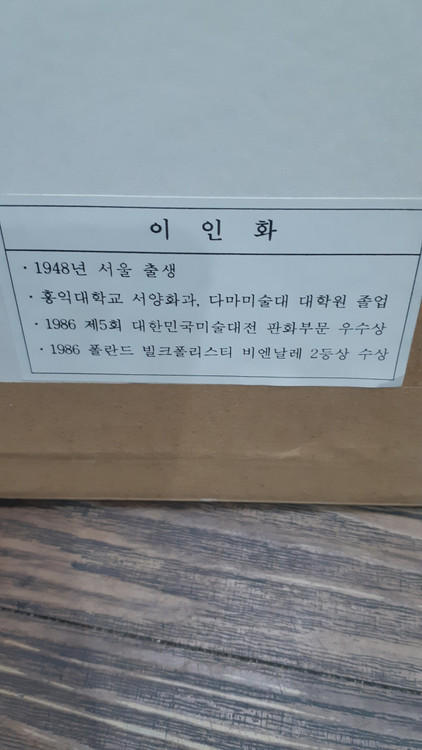 이 인 화
· 1948년 서울 출생
· 홍익대학교 서양화과, 다마미술대 대학원 졸업
· 1986 제5회 대한민국미술대전 판화부문 우수상
· 1986 폴란드 빌크폴리스티 비엔날레 2등상 수상